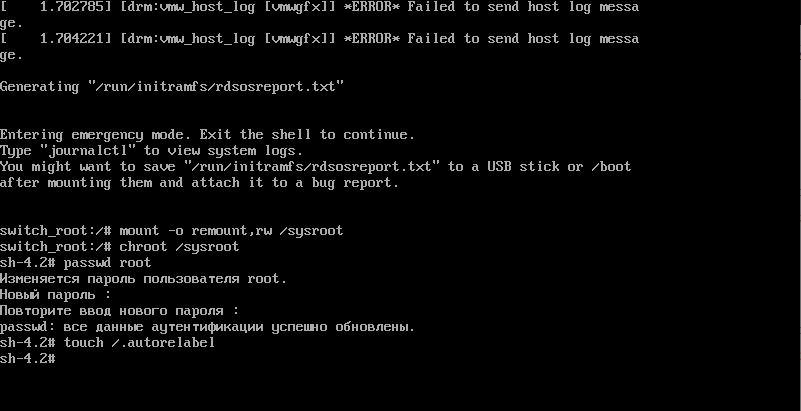 [    1.702785] [drm:vmw_host_log [vmwgfx]] *ERROR* Failed to send host log messa
ge.
[    1.704221] [drm:vmw_host_log [vmwgfx]] *ERROR* Failed to send host log messa
ge.
Generating "/run/initramfs/rdsosreport.txt"
Entering emergency mode. Exit the shell to continue.
Type "journalctl" to view system logs.
You might want to save "/run/initramfs/rdsosreport.txt" to a USB stick or /boot
after mounting them and attach it to a bug report.
switch_root:/# mount -o remount,rw /sysroot
switch_root:/# chroot /sysroot
sh-4.2# passwd root
Изменяется пароль пользователя root.
Новый пароль :
Повторите ввод нового пароля :
passwd: все данные аутентификации успешно обновлены.
sh-4.2# touch /.autorelabel
sh-4.2#